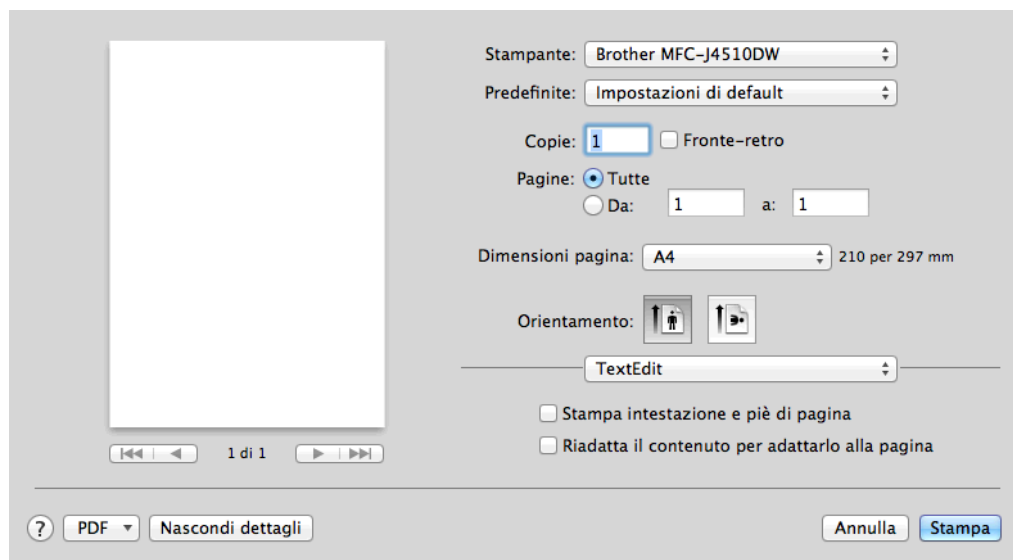 Stampante: Brother MFC-J4510DW
Predefinite: Impostazioni di default
Copie: 1 Fronte-retro
Pagine: Tutte
Da: 1 a: 1
Dimensioni pagina: A4 210 per 297 mm
Orientamento:
TextEdit
Stampa intestazione e piè di pagina
Riadatta il contenuto per adattarlo alla pagina
1 di 1
? PDF Nascondi dettagli Annulla Stampa